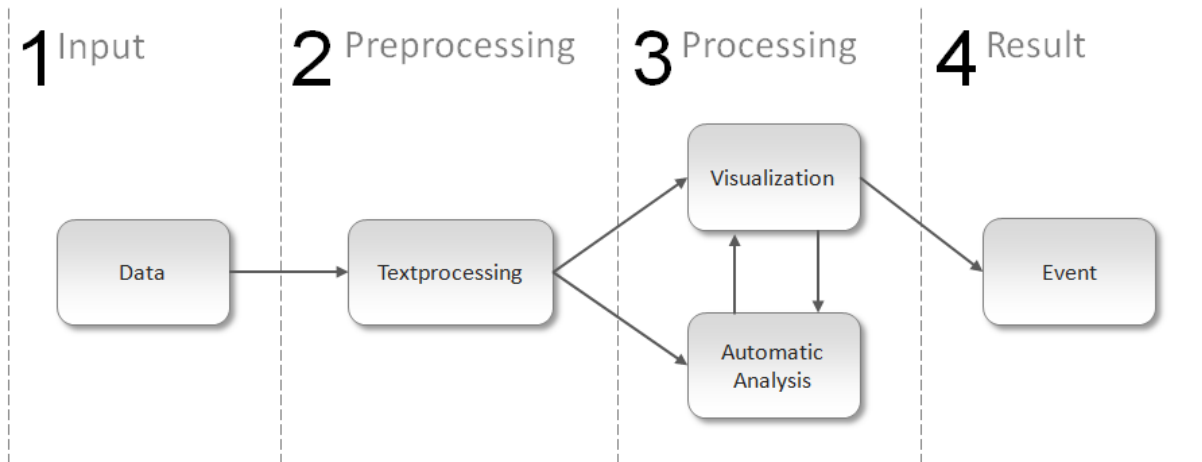 1 Input
2 Preprocessing
3 Processing
4 Result
Data
Textprocessing
Visualization
Automatic
Analysis
Event